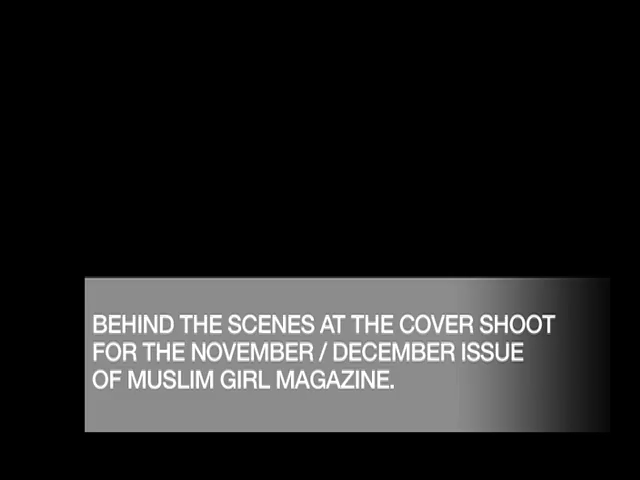 BEHIND THE SCENES AT THE COVER SHOOT
FOR THE NOVEMBER / DECEMBER ISSUE
OF MUSLIM GIRL MAGAZINE.